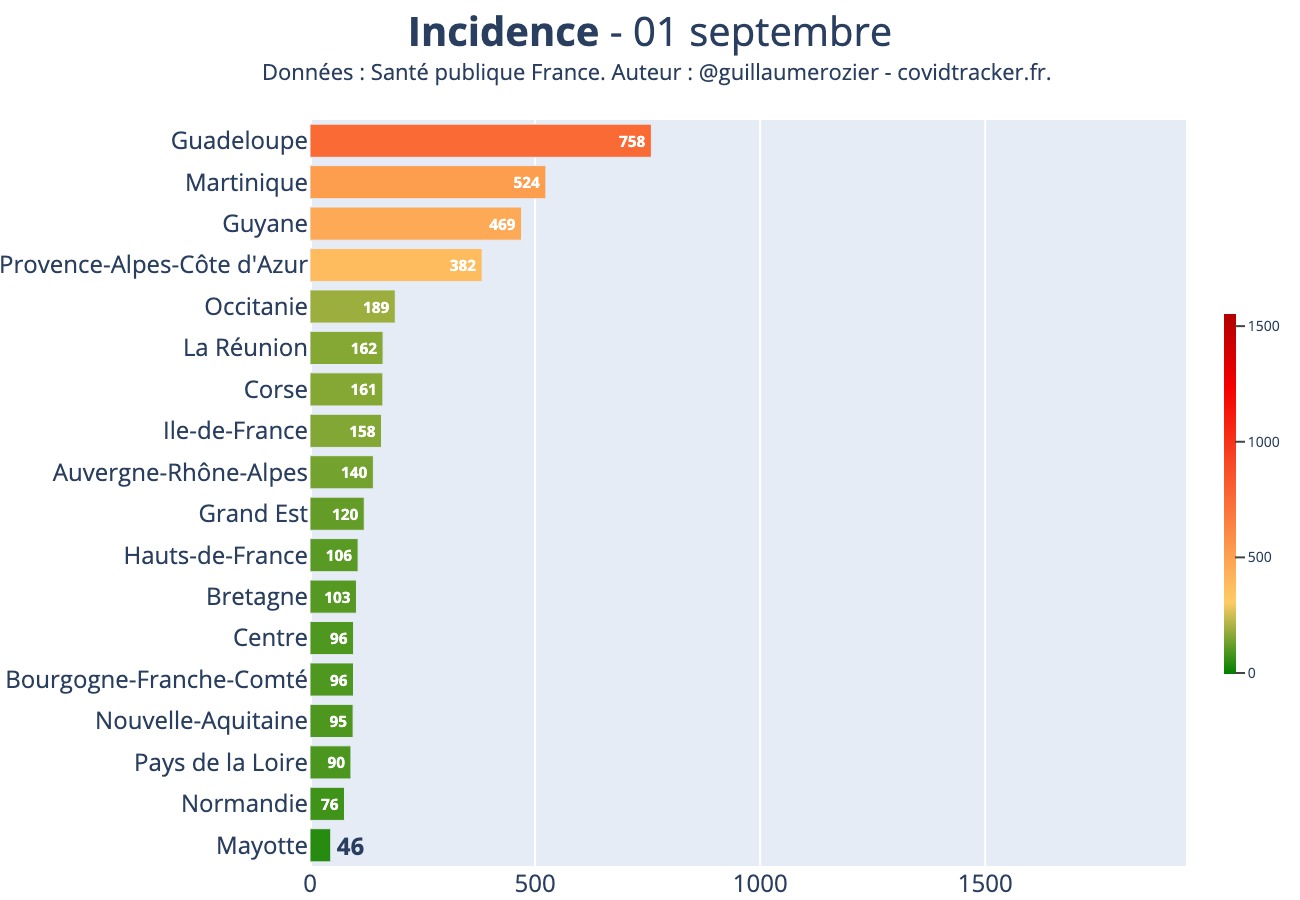 Incidence - 01 septembre
Données : Santé publique France. Auteur : @guillaumerozier - covidtracker.fr.
Guadeloupe 758
Martinique 524
Guyane 469
Provence-Alpes-Côte d'Azur 382
Occitanie 189
La Réunion 162
Corse 161
Ile-de-France 158
Auvergne-Rhône-Alpes 140
Grand Est 120
Hauts-de-France 106
Bretagne 103
Centre 96
Bourgogne-Franche-Comté 96
Nouvelle-Aquitaine 95
Pays de la Loire 90
Normandie 76
Mayotte 46
0 500 1000 1500
1500
1000
500
0